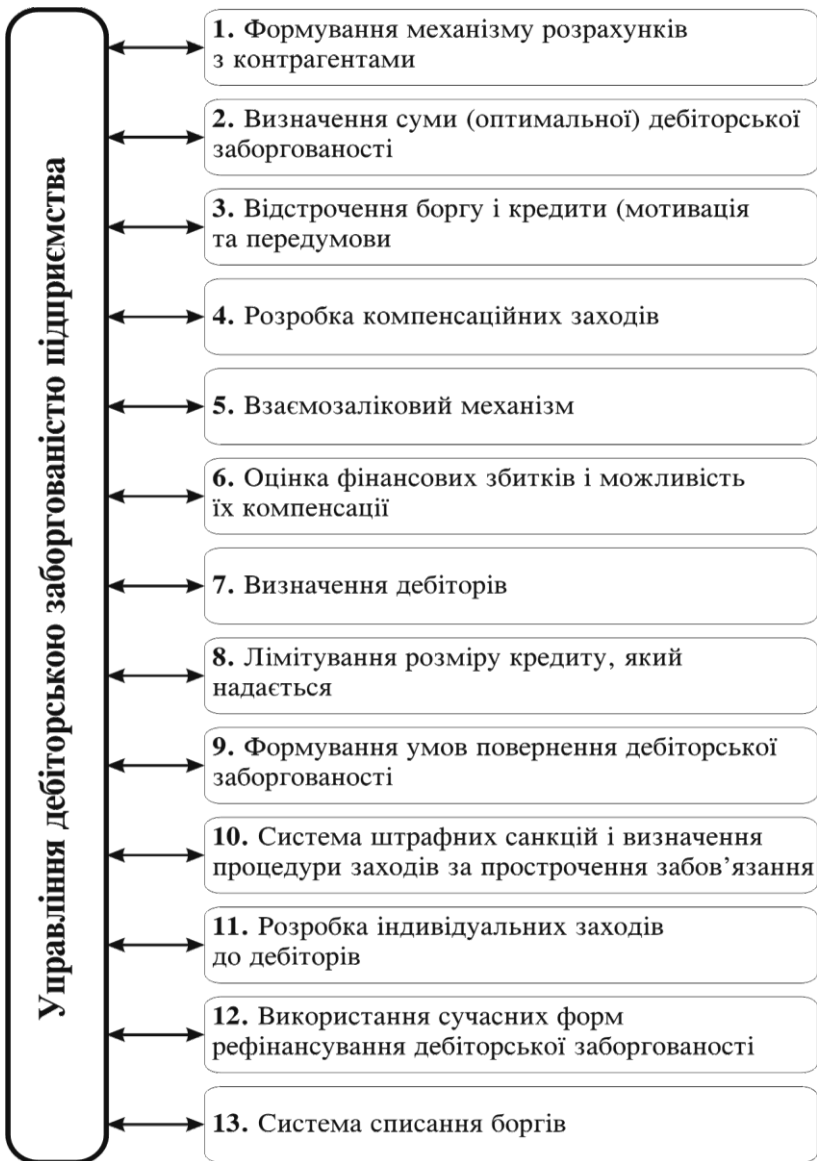 Управління дебіторською заборгованістю підприємства
1. Формування механізму розрахунків
з контрагентами
2. Визначення суми (оптимальної) дебіторської
заборгованості
3. Відстрочення боргу і кредити (мотивація
та передумови
4. Розробка компенсаційних заходів
5. Взаємозаліковий механізм
6. Оцінка фінансових збитків і можливість
їх компенсації
7. Визначення дебіторів
8. Лімітування розміру кредиту, який
надається
9. Формування умов повернення дебіторської
заборгованості
10. Система штрафних санкцій і визначення
процедури заходів за прострочення забов’язання
11. Розробка індивідуальних заходів
до дебіторів
12. Використання сучасних форм
рефінансування дебіторської заборгованості
13. Система списання боргів